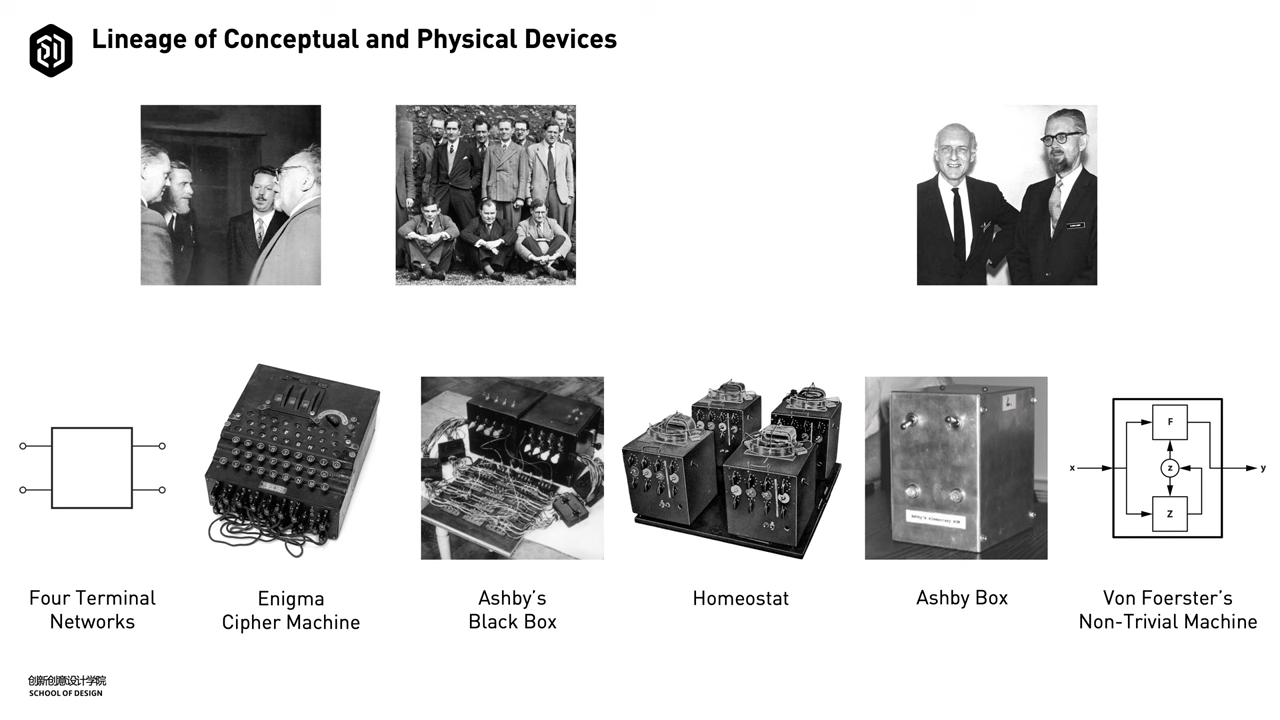 Lineage of Conceptual and Physical Devices
Four Terminal
Networks
Enigma
Cipher Machine
Ashby's
Black Box
Homeostat
Ashby Box
Von Foerster's
Non-Trivial Machine
x
F
z
Z
y
创新创意设计学院
SCHOOL OF DESIGN